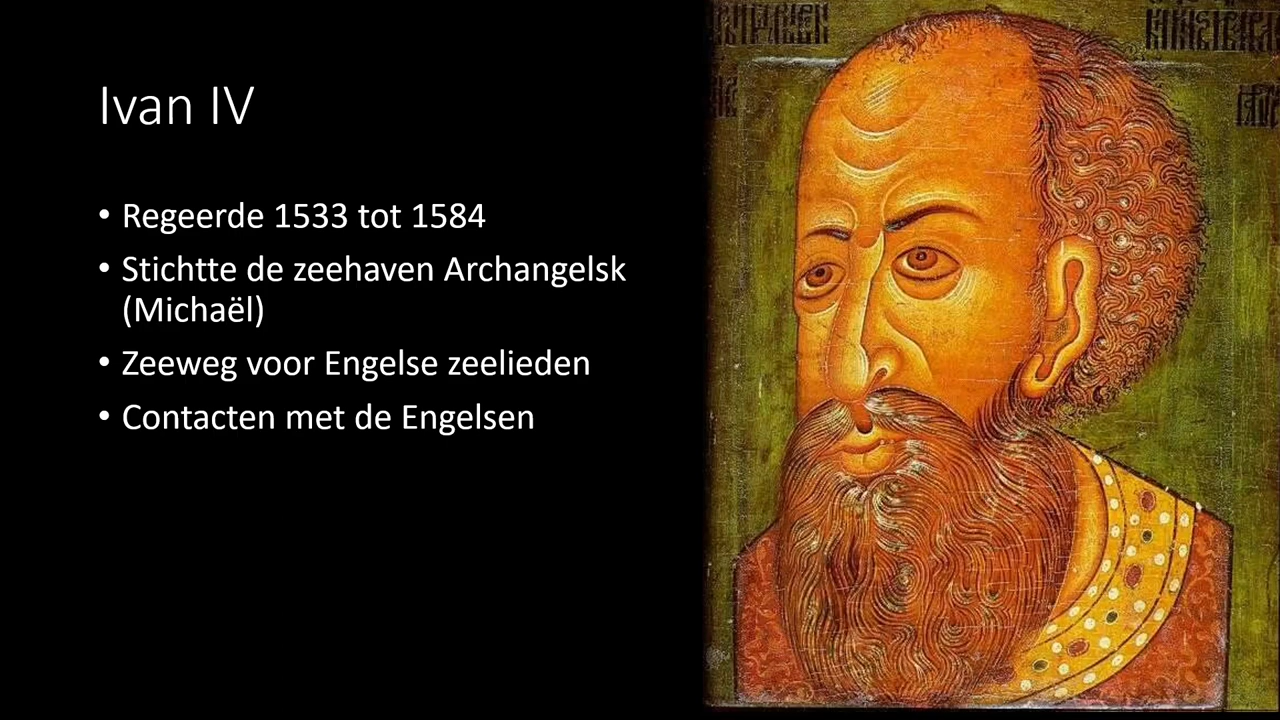 Ivan IV
• Regeerde 1533 tot 1584
• Stichtte de zeehaven Archangelsk
(Michaël)
• Zeeweg voor Engelse zeelieden
• Contacten met de Engelsen